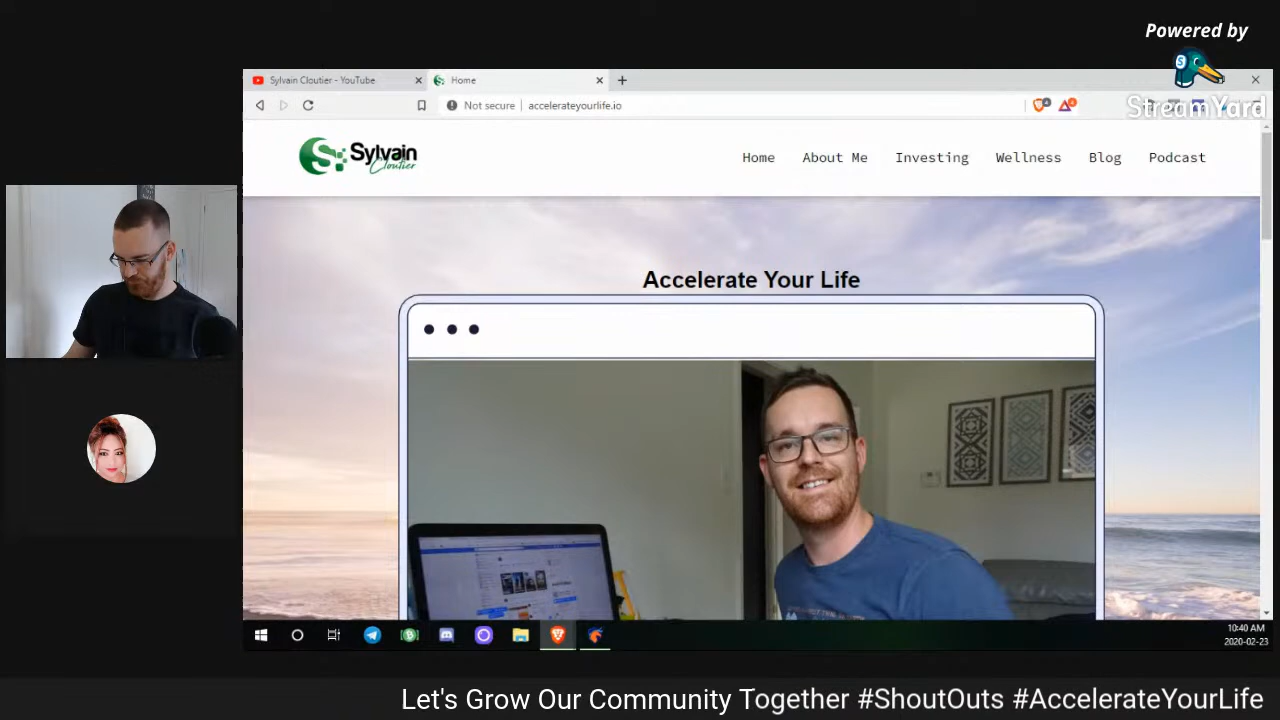 Powered by
StreamYard
Sylvain Cloutier - YouTube
Home
Not secure
accelerateyourlife.io
Sylvain
Cloutier
Home
About Me
Investing
Wellness
Blog
Podcast
Accelerate Your Life
10:40 AM
2020-02-23
Let's Grow Our Community Together #ShoutOuts #AccelerateYourLife